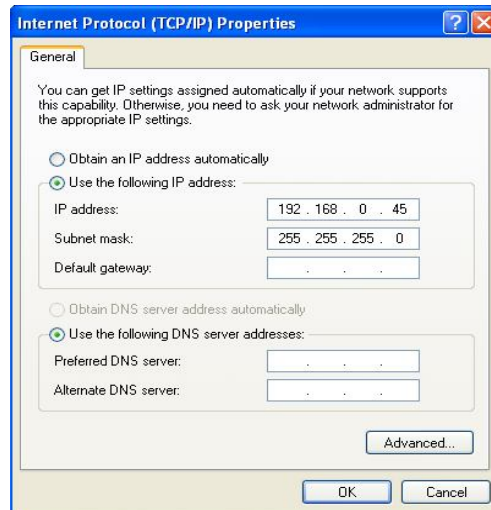 Internet Protocol (TCP/IP) Properties
General
You can get IP settings assigned automatically if your network supports
this capability. Otherwise, you need to ask your network administrator for
the appropriate IP settings.
Obtain an IP address automatically
Use the following IP address:
IP address: 192 . 168 . 0 . 45
Subnet mask: 255 . 255 . 255 . 0
Default gateway: . . .
Obtain DNS server address automatically
Use the following DNS server addresses:
Preferred DNS server: . . .
Alternate DNS server: . . .
Advanced...
OK Cancel